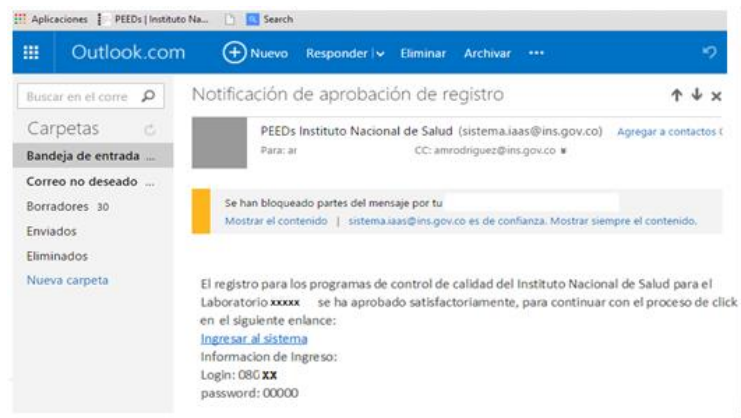 Aplicaciones PEEDs | Instituto Na... Search
Outlook.com Nuevo Responder Eliminar Archivar ...
Buscar en el corre
Notificación de aprobación de registro
Carpetas
PEEDs Instituto Nacional de Salud (sistema.iaas@ins.gov.co) Agregar a contactos
Para: ar CC: amrodriguez@ins.gov.co
Bandeja de entrada ...
Correo no deseado ...
Borradores 30
Enviados
Eliminados
Nueva carpeta
Se han bloqueado partes del mensaje por tu
Mostrar el contenido | sistema.iaas@ins.gov.co es de confianza. Mostrar siempre el contenido.
El registro para los programas de control de calidad del Instituto Nacional de Salud para el
Laboratorio xxxxx se ha aprobado satisfactoriamente, para continuar con el proceso de click
en el siguiente enlance:
Ingresar al sistema
Informacion de Ingreso:
Login: 080 xx
password: 00000